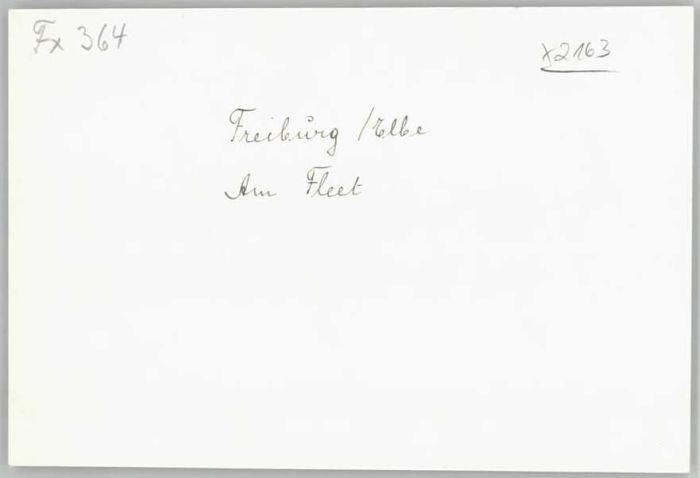 Fx 364
x2163
Freiburg /Elbe
Am Fleet